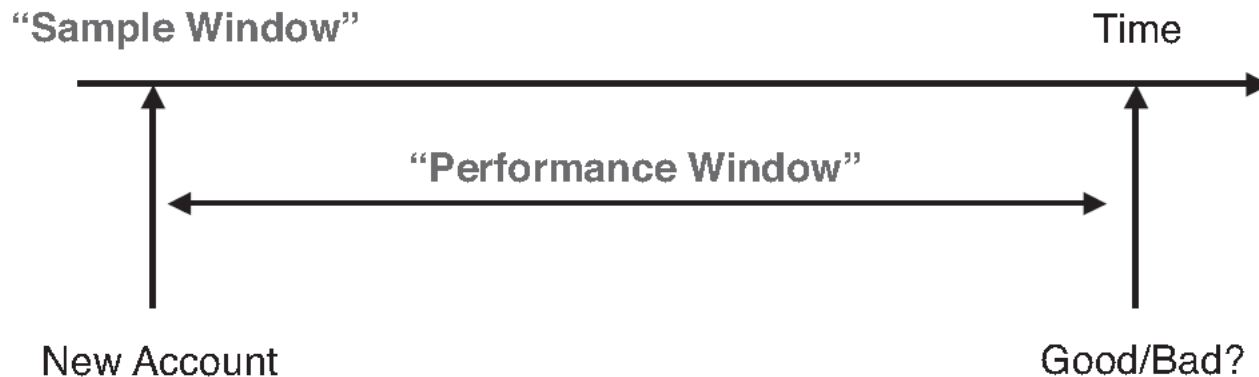 “Sample Window”
Time
“Performance Window”
New Account
Good/Bad?